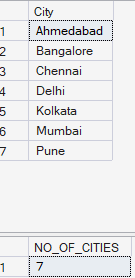 City
1 Ahmedabad
2 Bangalore
3 Chennai
4 Delhi
5 Kolkata
6 Mumbai
7 Pune
NO_OF_CITIES
1 7